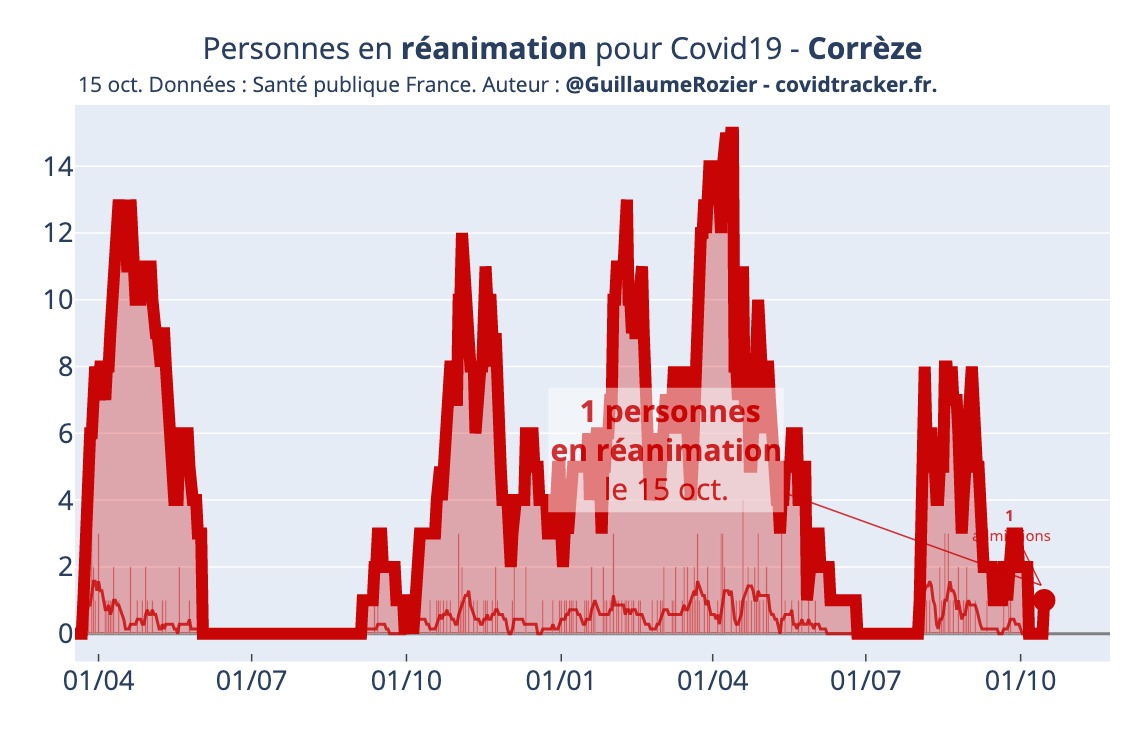 Personnes en réanimation pour Covid19 - Corrèze
15 oct. Données : Santé publique France. Auteur : @GuillaumeRozier - covidtracker.fr.
14
12
10
8
6
4
2
0
1 personnes
en réanimation
le 15 oct.
1
admissions
01/04
01/07
01/10
01/01
01/04
01/07
01/10